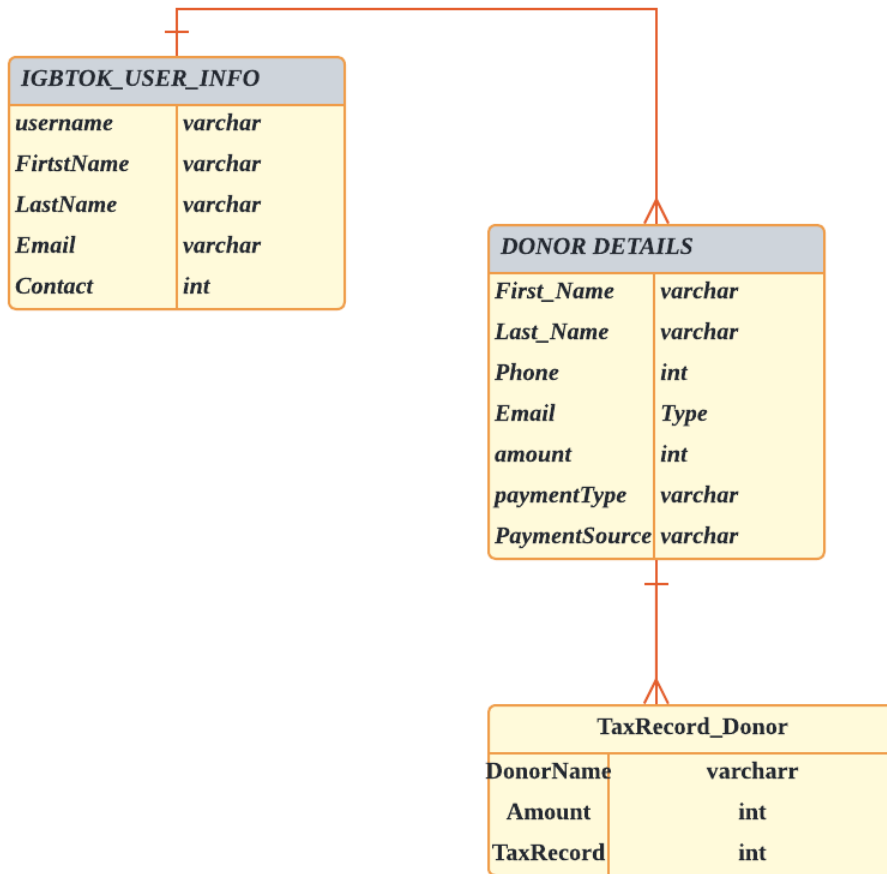 IGBTOK_USER_INFO
username varchar
FirtstName varchar
LastName varchar
Email varchar
Contact int
DONOR DETAILS
First_Name varchar
Last_Name varchar
Phone int
Email Type
amount int
paymentType varchar
PaymentSource varchar
TaxRecord_Donor
DonorName varcharr
Amount int
TaxRecord int